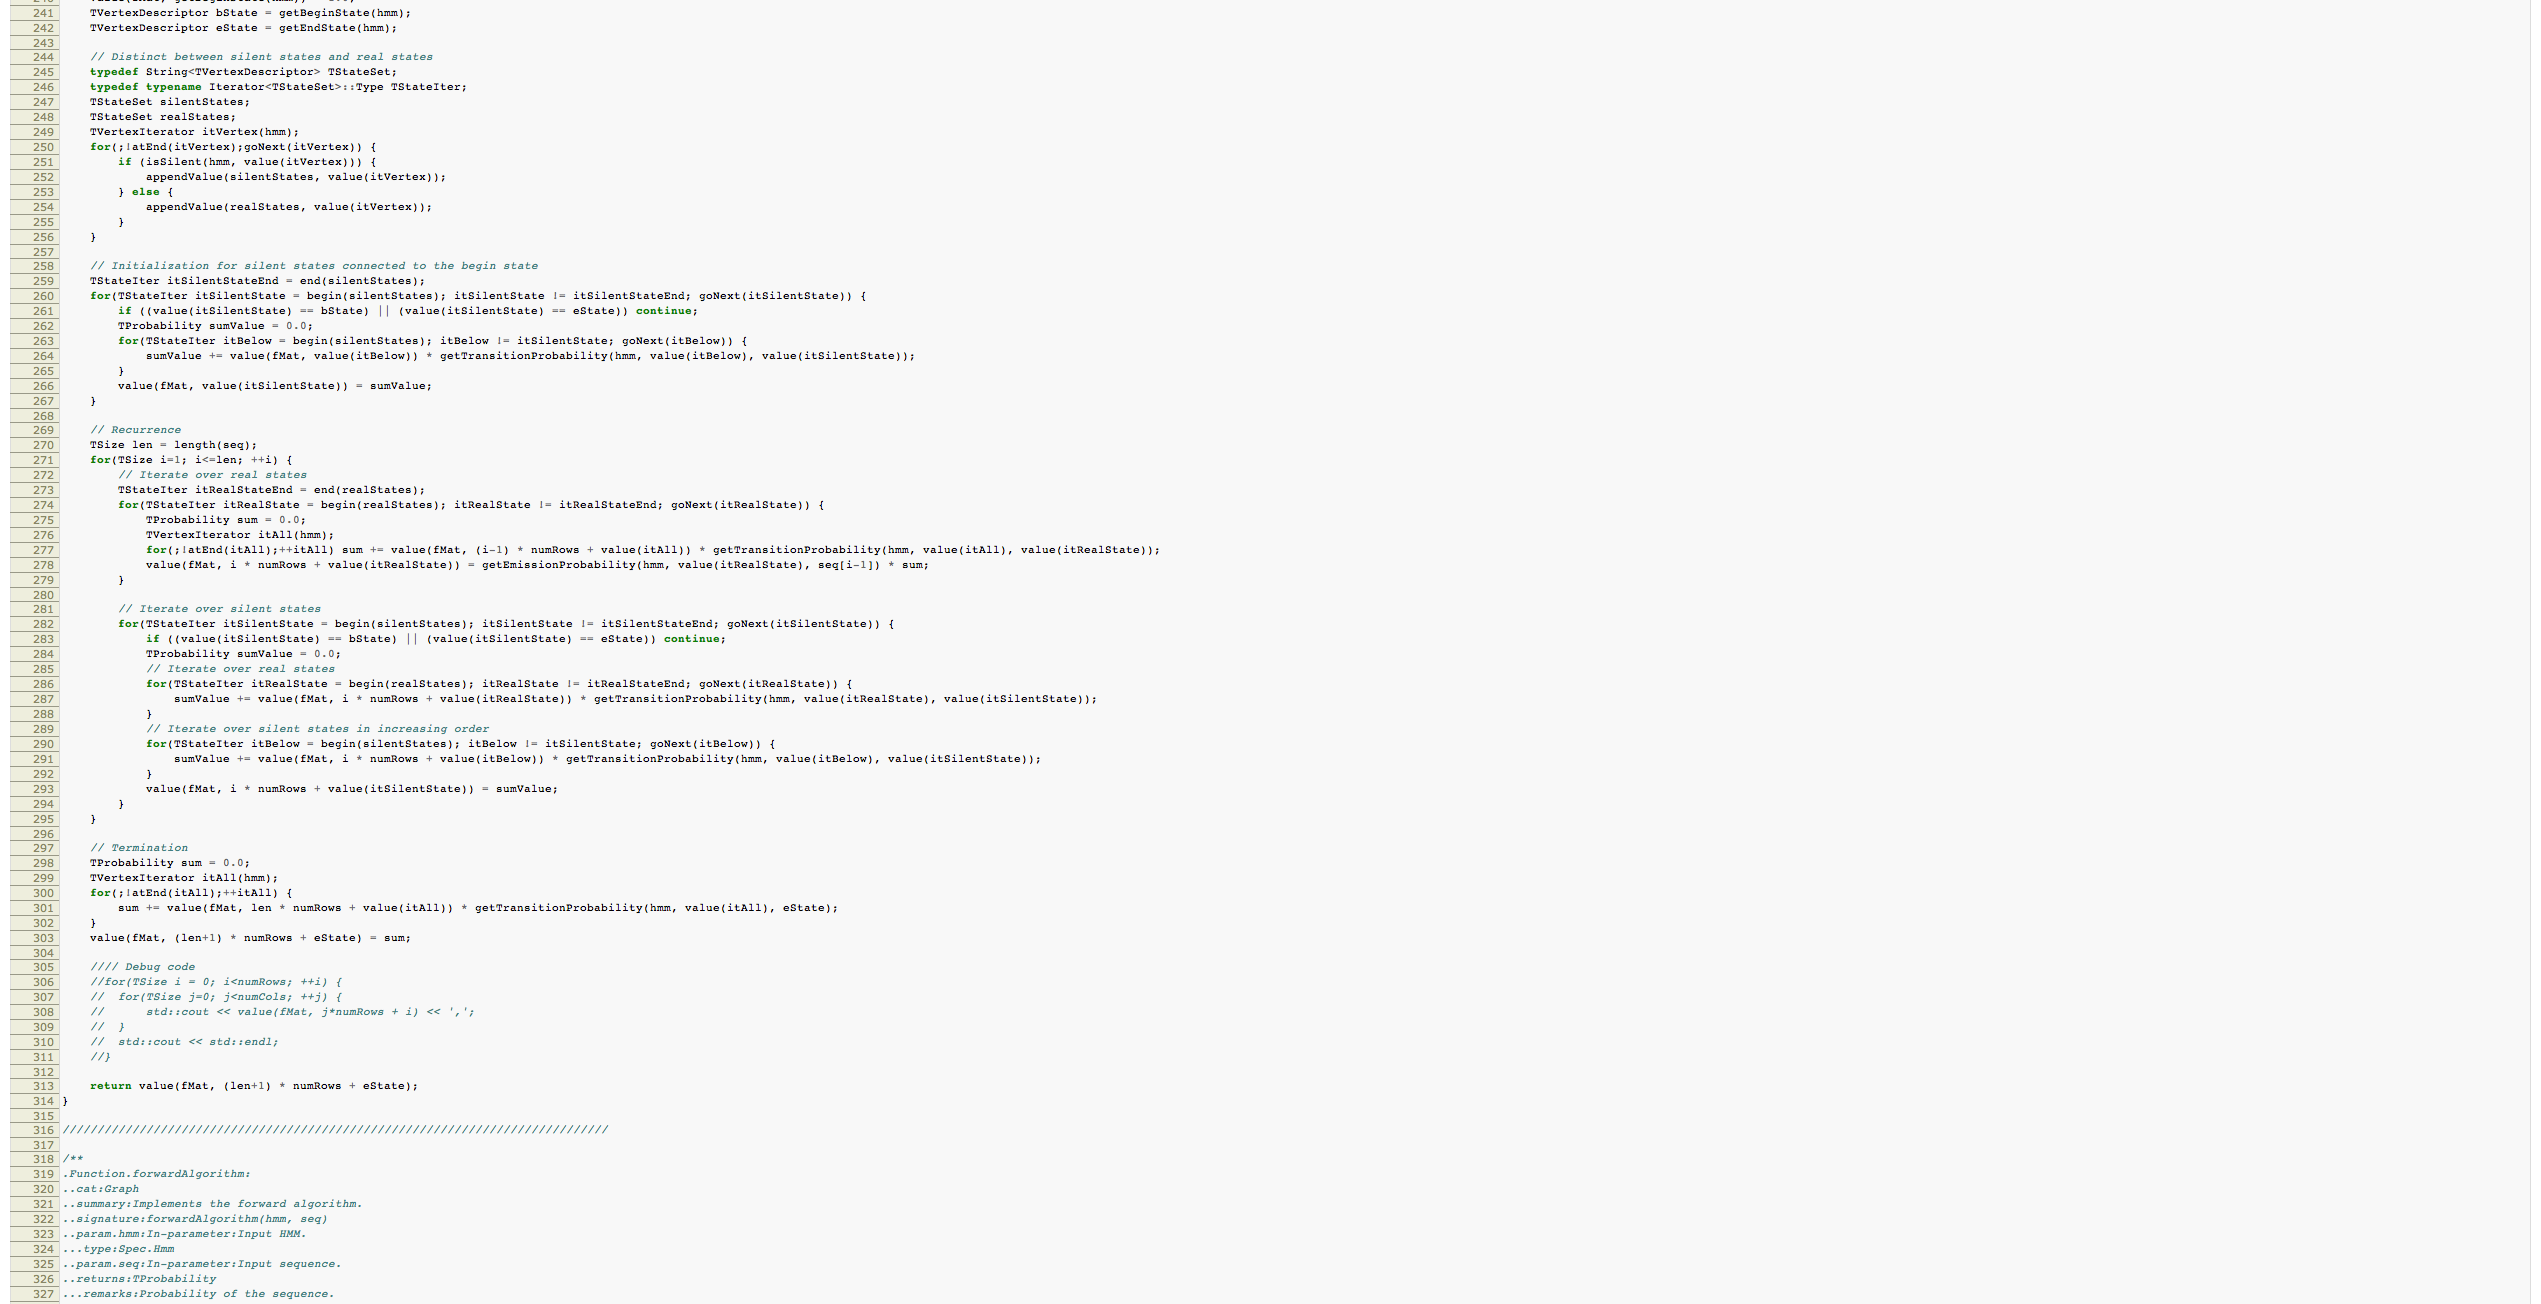 241 TVertexDescriptor bState = getBeginState(hmm);
242 TVertexDescriptor eState = getEndState(hmm);
243
244 // Distinct between silent states and real states
245 typedef String<TVertexDescriptor> TStateSet;
246 typedef typename Iterator<TStateSet>::Type TStateIter;
247 TStateSet silentStates;
248 TStateSet realStates;
249 TVertexIterator itVertex(hmm);
250 for(;!atEnd(itVertex);goNext(itVertex)) {
251 if (isSilent(hmm, value(itVertex))) {
252 appendValue(silentStates, value(itVertex));
253 } else {
254 appendValue(realStates, value(itVertex));
255 }
256 }
257
258 // Initialization for silent states connected to the begin state
259 TStateIter itSilentStateEnd = end(silentStates);
260 for(TStateIter itSilentState = begin(silentStates); itSilentState != itSilentStateEnd; goNext(itSilentState)) {
261 if ((value(itSilentState) == bState) || (value(itSilentState) == eState)) continue;
262 TProbability sumValue = 0.0;
263 for(TStateIter itBelow = begin(silentStates); itBelow != itSilentState; goNext(itBelow)) {
264 sumValue += value(fMat, value(itBelow)) * getTransitionProbability(hmm, value(itBelow), value(itSilentState));
265 }
266 value(fMat, value(itSilentState)) = sumValue;
267 }
268
269 // Recurrence
270 TSize len = length(seq);
271 for(TSize i=1; i<=len; ++i) {
272 // Iterate over real states
273 TStateIter itRealStateEnd = end(realStates);
274 for(TStateIter itRealState = begin(realStates); itRealState != itRealStateEnd; goNext(itRealState)) {
275 TProbability sum = 0.0;
276 TVertexIterator itAll(hmm);
277 for(;!atEnd(itAll);++itAll) sum += value(fMat, (i-1) * numRows + value(itAll)) * getTransitionProbability(hmm, value(itAll), value(itRealState));
278 value(fMat, i * numRows + value(itRealState)) = getEmissionProbability(hmm, value(itRealState), seq[i-1]) * sum;
279 }
280
281 // Iterate over silent states
282 for(TStateIter itSilentState = begin(silentStates); itSilentState != itSilentStateEnd; goNext(itSilentState)) {
283 if ((value(itSilentState) == bState) || (value(itSilentState) == eState)) continue;
284 TProbability sumValue = 0.0;
285 // Iterate over real states
286 for(TStateIter itRealState = begin(realStates); itRealState != itRealStateEnd; goNext(itRealState)) {
287 sumValue += value(fMat, i * numRows + value(itRealState)) * getTransitionProbability(hmm, value(itRealState), value(itSilentState));
288 }
289 // Iterate over silent states in increasing order
290 for(TStateIter itBelow = begin(silentStates); itBelow != itSilentState; goNext(itBelow)) {
291 sumValue += value(fMat, i * numRows + value(itBelow)) * getTransitionProbability(hmm, value(itBelow), value(itSilentState));
292 }
293 value(fMat, i * numRows + value(itSilentState)) = sumValue;
294 }
295 }
296
297 // Termination
298 TProbability sum = 0.0;
299 TVertexIterator itAll(hmm);
300 for(;!atEnd(itAll);++itAll) {
301 sum += value(fMat, len * numRows + value(itAll)) * getTransitionProbability(hmm, value(itAll), eState);
302 }
303 value(fMat, (len+1) * numRows + eState) = sum;
304
305 //// Debug code
306 //for(TSize i = 0; i<numRows; ++i) {
307 // for(TSize j=0; j<numCols; ++j) {
308 // std::cout << value(fMat, j*numRows + i) << ',';
309 // }
310 // std::cout << std::endl;
311 //}
312
313 return value(fMat, (len+1) * numRows + eState);
314 }
315
316 //////////////////////////////////////////////////////////////////////////////
317
318 /**
319 .Function.forwardAlgorithm:
320 ..cat:Graph
321 ..summary:Implements the forward algorithm.
322 ..signature:forwardAlgorithm(hmm, seq)
323 ..param.hmm:In-parameter:Input HMM.
324 ...type:Spec.Hmm
325 ..param.seq:In-parameter:Input sequence.
326 ..returns:TProbability
327 ...remarks:Probability of the sequence.